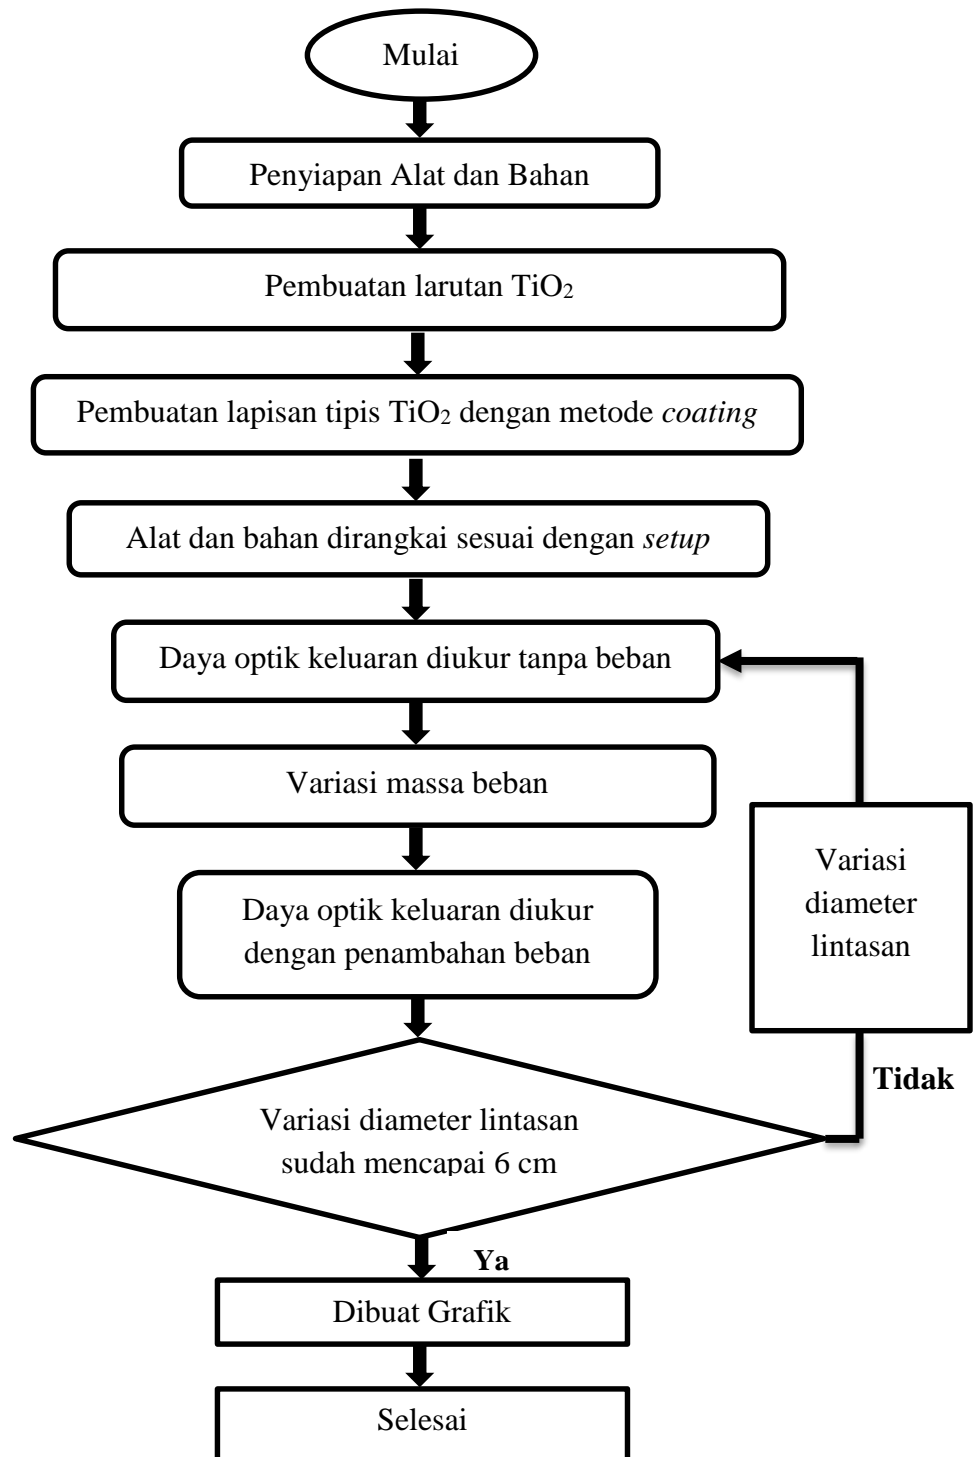 Mulai
Penyiapan Alat dan Bahan
Pembuatan larutan TiO₂
Pembuatan lapisan tipis TiO₂ dengan metode coating
Alat dan bahan dirangkai sesuai dengan setup
Daya optik keluaran diukur tanpa beban
Variasi massa beban
Daya optik keluaran diukur
dengan penambahan beban
Variasi
diameter
lintasan
Tidak
Variasi diameter lintasan
sudah mencapai 6 cm
Ya
Dibuat Grafik
Selesai